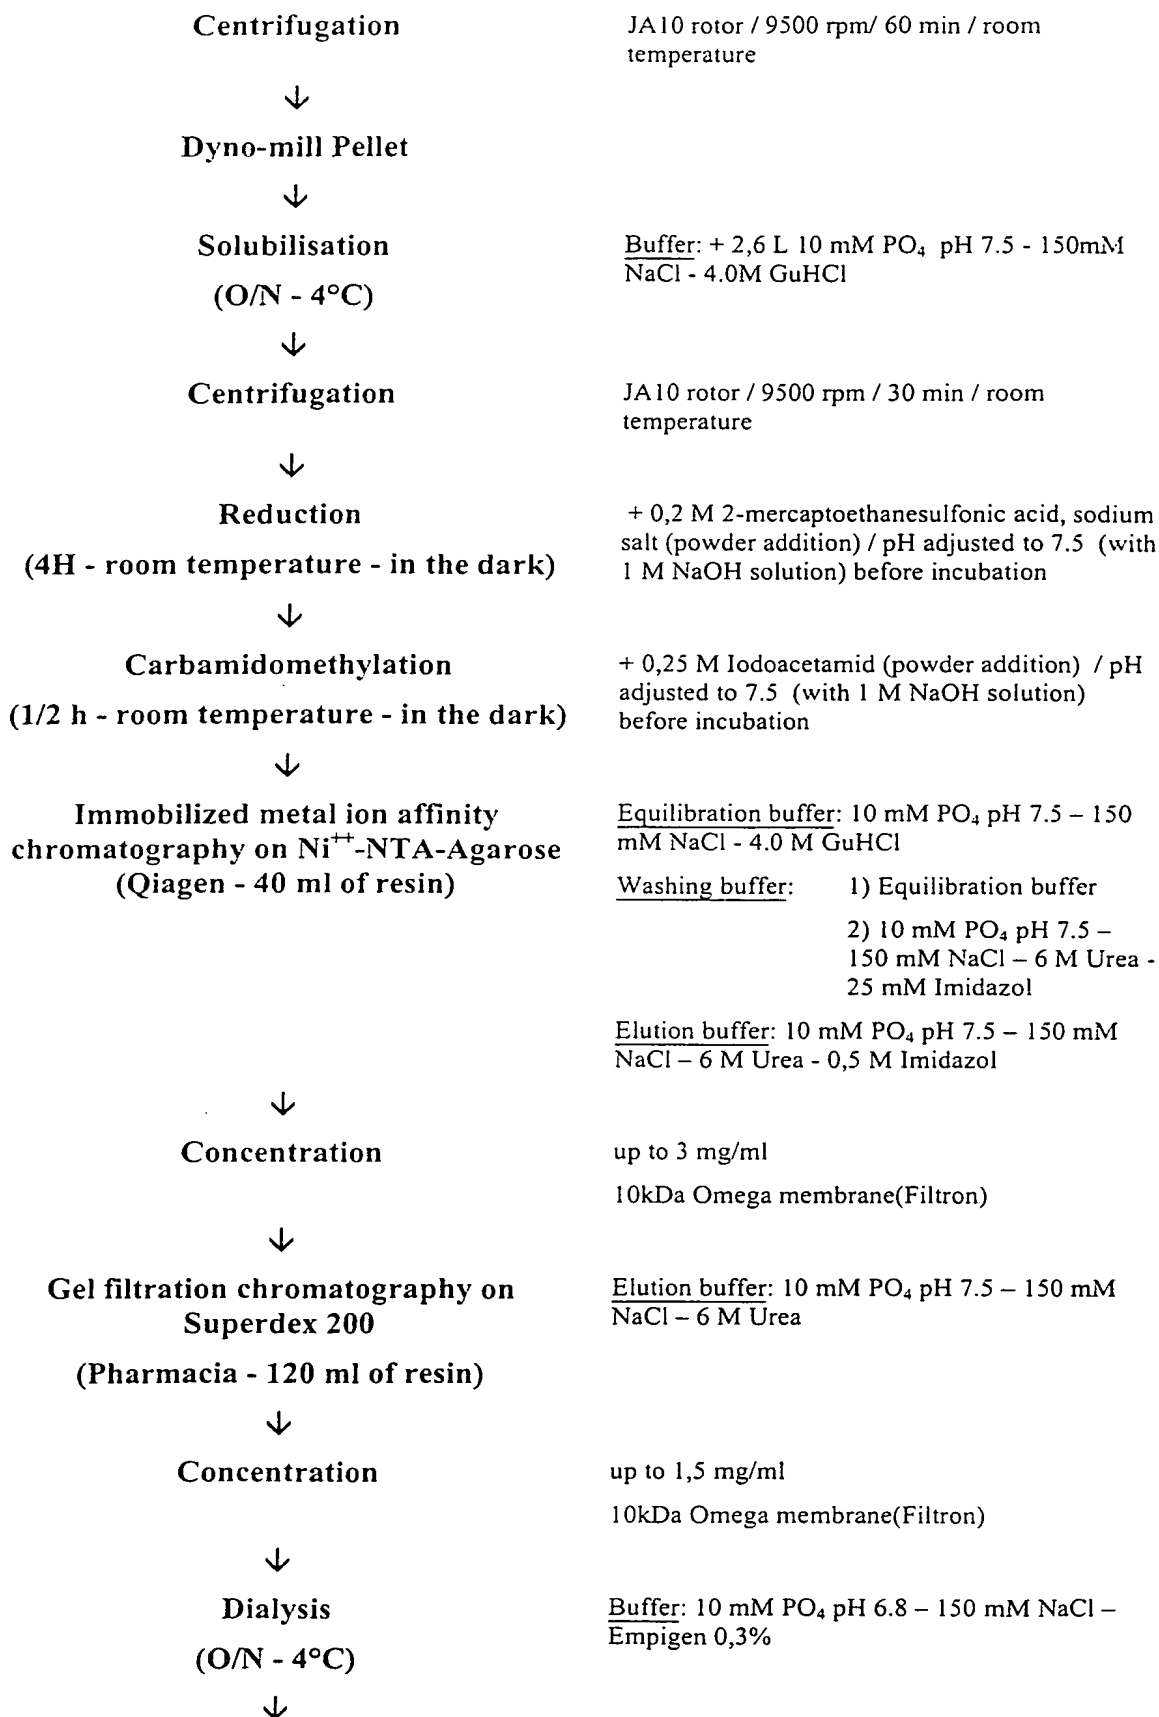 Centrifugation
JA10 rotor / 9500 rpm/ 60 min / room
temperature
↓
Dyno-mill Pellet
↓
Solubilisation
(O/N - 4°C)
Buffer: + 2,6 L 10 mM PO₄ pH 7.5 - 150mM
NaCl - 4.0M GuHCl
↓
Centrifugation
JA10 rotor / 9500 rpm / 30 min / room
temperature
↓
Reduction
(4H - room temperature - in the dark)
+ 0,2 M 2-mercaptoethanesulfonic acid, sodium
salt (powder addition) / pH adjusted to 7.5 (with
1 M NaOH solution) before incubation
↓
Carbamidomethylation
(1/2 h - room temperature - in the dark)
+ 0,25 M Iodoacetamid (powder addition) / pH
adjusted to 7.5 (with 1 M NaOH solution)
before incubation
↓
Immobilized metal ion affinity
chromatography on Ni⁺⁺-NTA-Agarose
(Qiagen - 40 ml of resin)
Equilibration buffer: 10 mM PO₄ pH 7.5 – 150
mM NaCl - 4.0 M GuHCl
Washing buffer: 1) Equilibration buffer
2) 10 mM PO₄ pH 7.5 –
150 mM NaCl – 6 M Urea -
25 mM Imidazol
Elution buffer: 10 mM PO₄ pH 7.5 – 150 mM
NaCl – 6 M Urea - 0,5 M Imidazol
↓
Concentration
up to 3 mg/ml
10kDa Omega membrane(Filtron)
↓
Gel filtration chromatography on
Superdex 200
(Pharmacia - 120 ml of resin)
Elution buffer: 10 mM PO₄ pH 7.5 – 150 mM
NaCl – 6 M Urea
↓
Concentration
up to 1,5 mg/ml
10kDa Omega membrane(Filtron)
↓
Dialysis
(O/N - 4°C)
Buffer: 10 mM PO₄ pH 6.8 – 150 mM NaCl –
Empigen 0,3%
↓